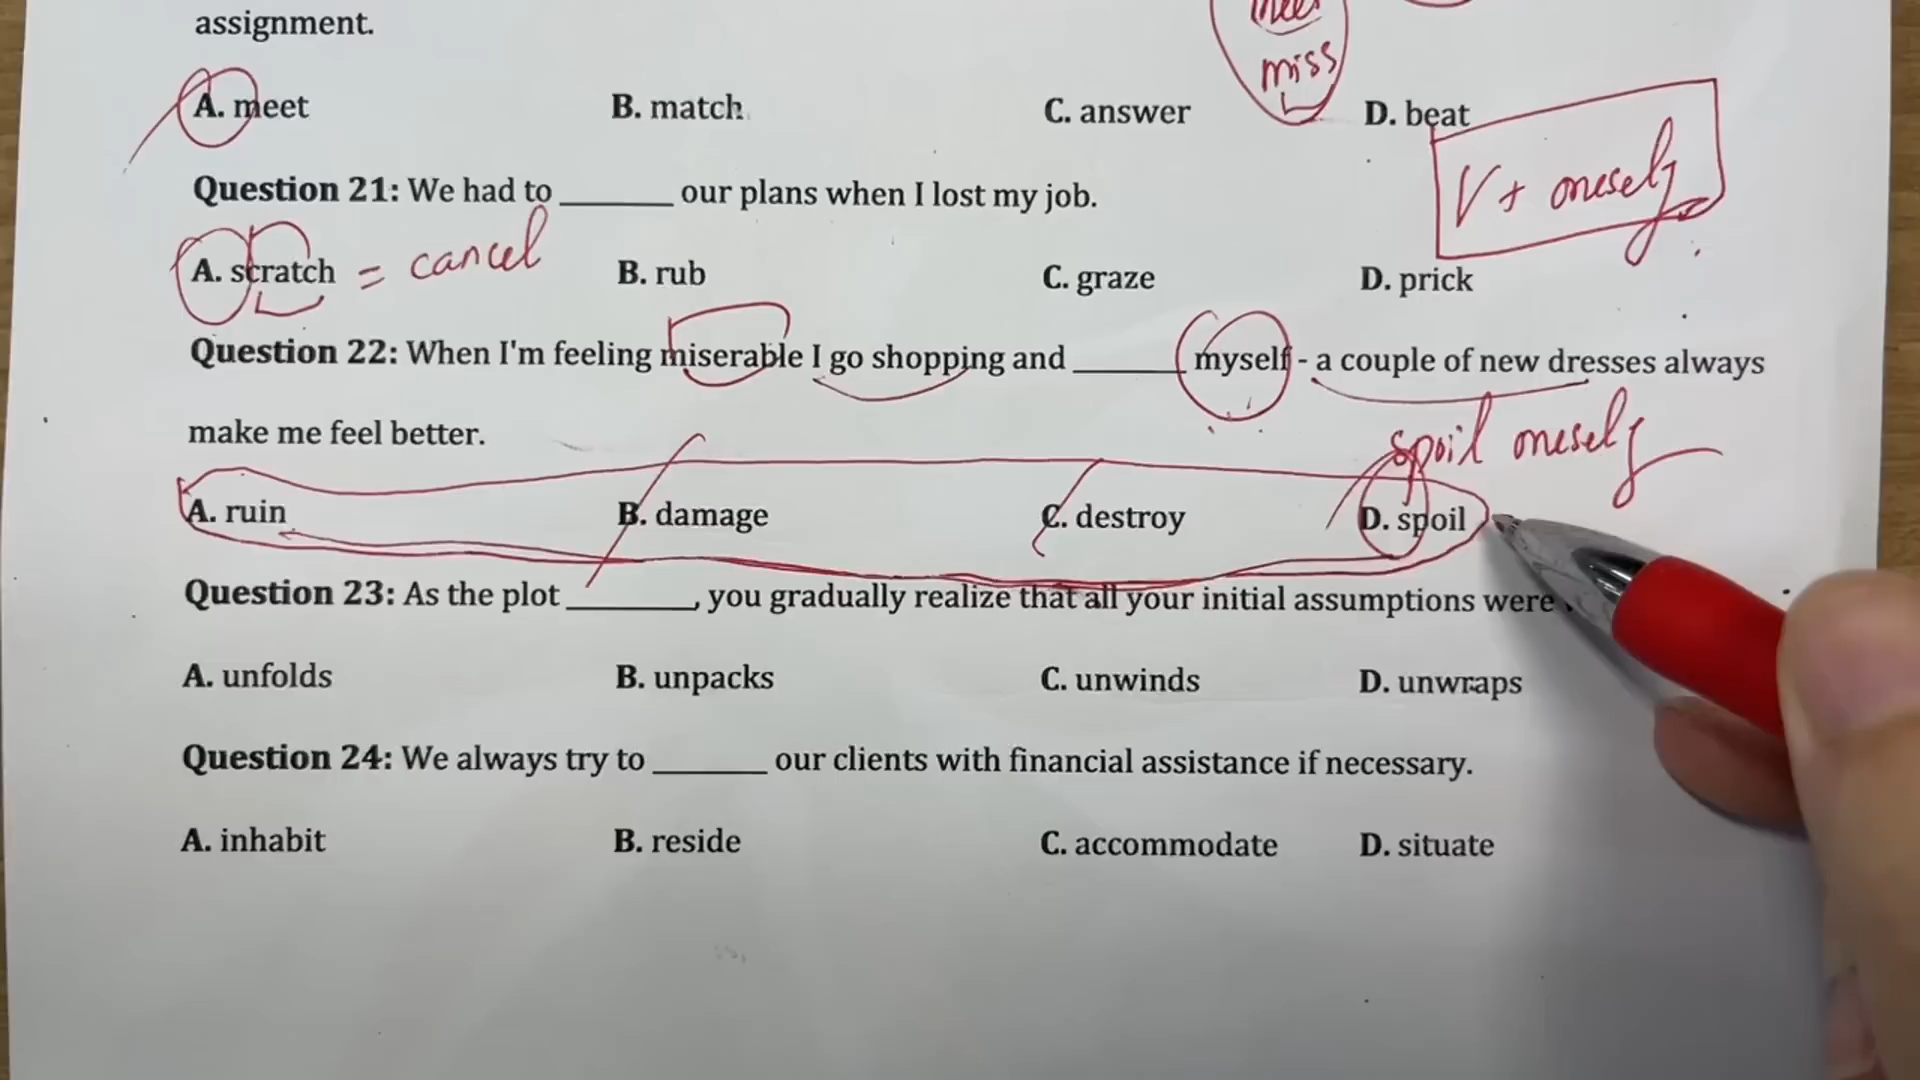 assignment.
miss
A. meet B. match C. answer D. beat
V + oneself
Question 21: We had to _______ our plans when I lost my job.
A. scratch = cancel B. rub C. graze D. prick
Question 22: When I'm feeling miserable I go shopping and _______ myself - a couple of new dresses always
make me feel better.
spoil oneself
A. ruin B. damage C. destroy D. spoil
Question 23: As the plot ________, you gradually realize that all your initial assumptions were
A. unfolds B. unpacks C. unwinds D. unwraps
Question 24: We always try to _______ our clients with financial assistance if necessary.
A. inhabit B. reside C. accommodate D. situate